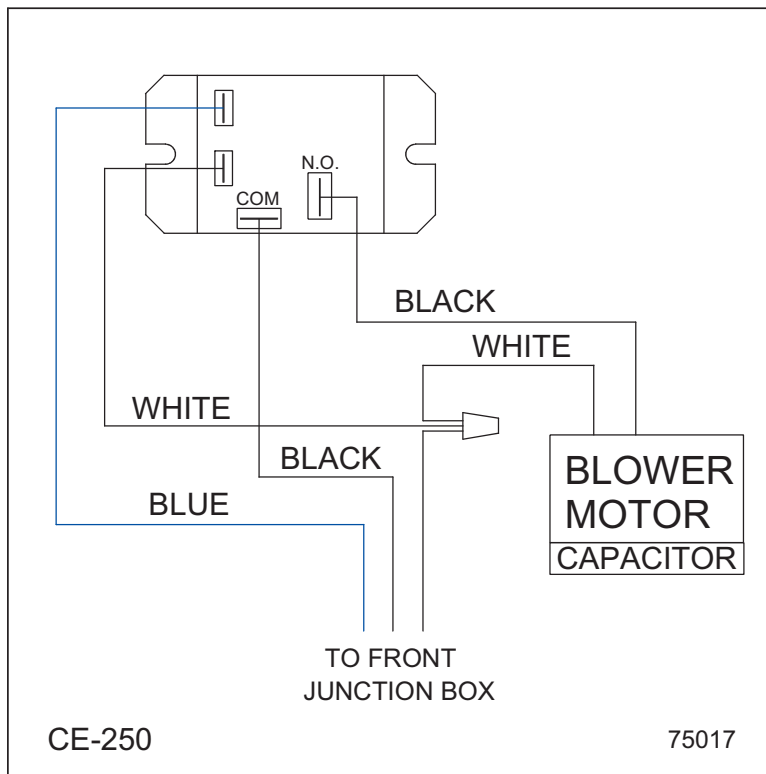 N.O.
COM
BLACK
WHITE
WHITE
BLACK
BLUE
BLOWER
MOTOR
CAPACITOR
TO FRONT
JUNCTION BOX
CE-250
75017